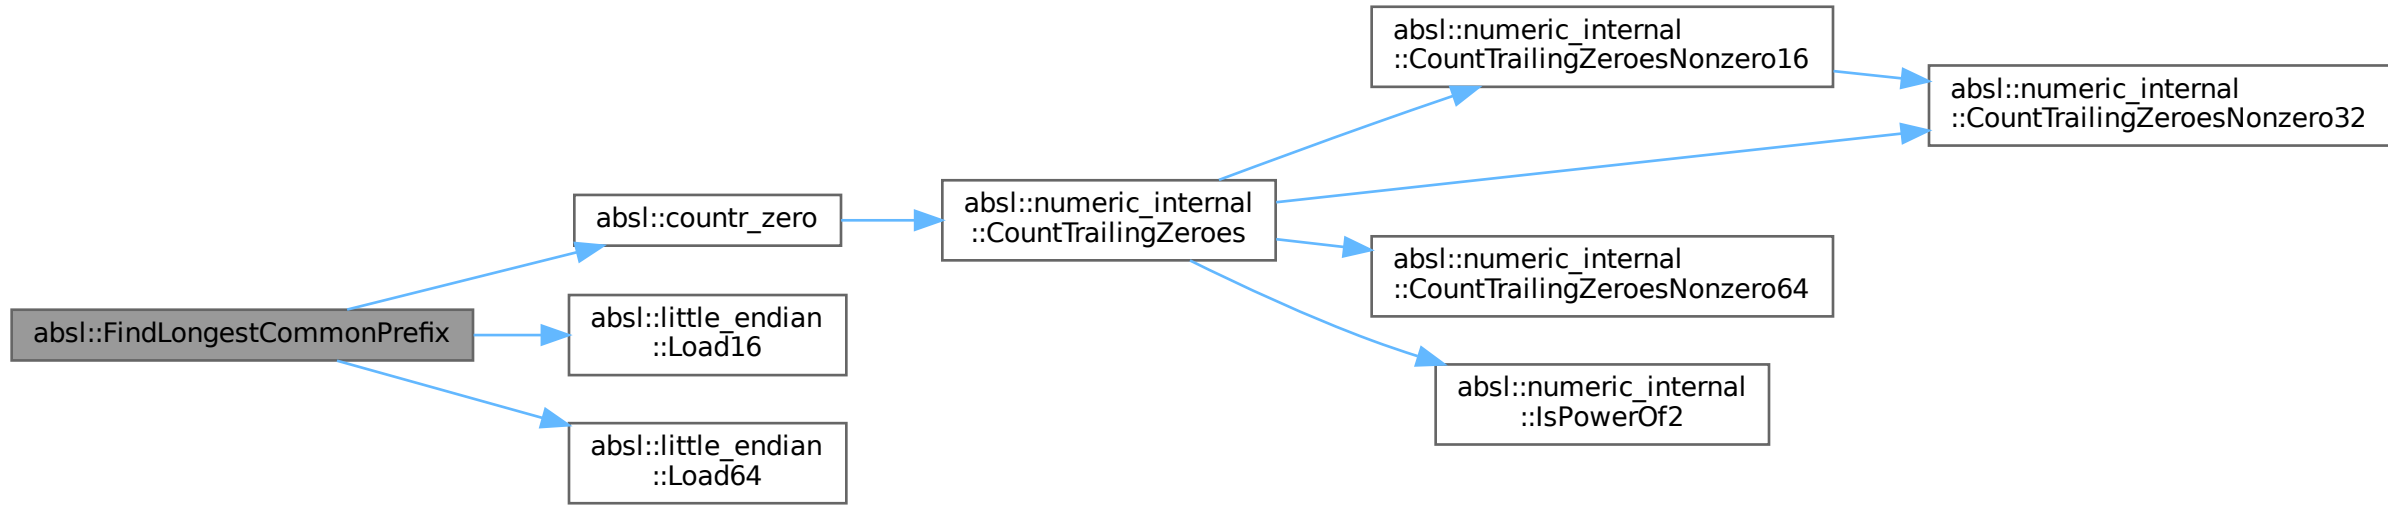 absl::FindLongestCommonPrefix
absl::countr_zero
absl::little_endian
::Load16
absl::little_endian
::Load64
absl::numeric_internal
::CountTrailingZeroes
absl::numeric_internal
::CountTrailingZeroesNonzero16
absl::numeric_internal
::CountTrailingZeroesNonzero32
absl::numeric_internal
::CountTrailingZeroesNonzero64
absl::numeric_internal
::IsPowerOf2